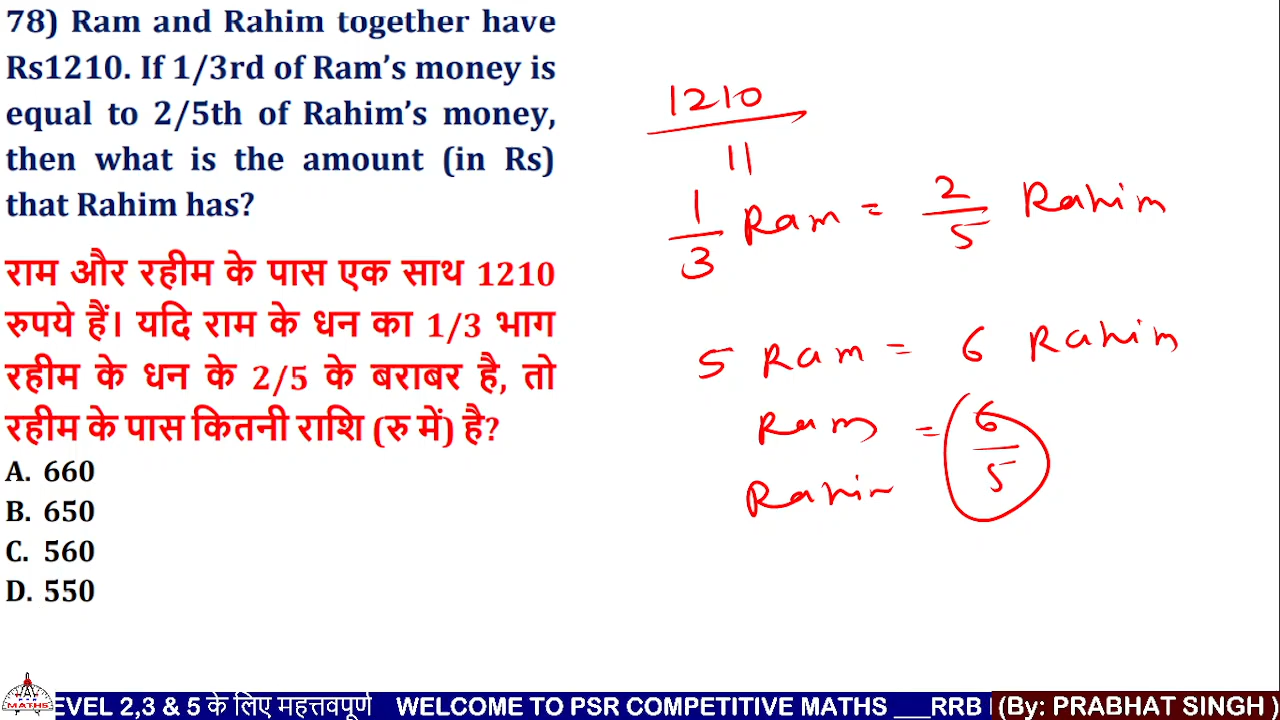 78) Ram and Rahim together have
Rs1210. If 1/3rd of Ram's money is
equal to 2/5th of Rahim's money,
then what is the amount (in Rs)
that Rahim has?
राम और रहीम के पास एक साथ 1210
रुपये हैं। यदि राम के धन का 1/3 भाग
रहीम के धन के 2/5 के बराबर है, तो
रहीम के पास कितनी राशि (रु में) है?
A. 660
B. 650
C. 560
D. 550
1210
11
1/3 Ram = 2/5 Rahim
5 Ram = 6 Rahim
Ram = 6
Rahim 5
MATHS
EVEL 2,3 & 5 के लिए महत्तवपूर्ण WELCOME TO PSR COMPETITIVE MATHS ___RRB (By: PRABHAT SINGH )